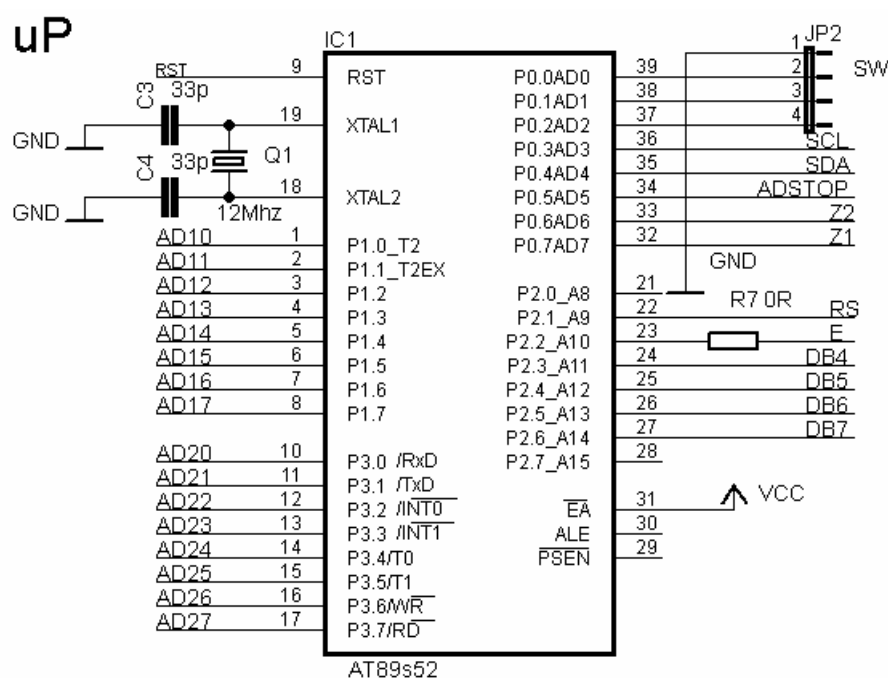 uP
IC1
JP2
SW
1
2
3
4
RST 9 RST
C3 33p
GND
19 XTAL1
Q1
C4 33p
GND
18 XTAL2
12Mhz
AD10 1 P1.0_T2
AD11 2 P1.1_T2EX
AD12 3 P1.2
AD13 4 P1.3
AD14 5 P1.4
AD15 6 P1.5
AD16 7 P1.6
AD17 8 P1.7
AD20 10 P3.0 /RxD
AD21 11 P3.1 /TxD
AD22 12 P3.2 /INT0
AD23 13 P3.3 /INT1
AD24 14 P3.4/T0
AD25 15 P3.5/T1
AD26 16 P3.6/WR
AD27 17 P3.7/RD
P0.0AD0 39
P0.1AD1 38
P0.2AD2 37
P0.3AD3 36 SCL
P0.4AD4 35 SDA
P0.5AD5 34 ADSTOP
P0.6AD6 33 Z2
P0.7AD7 32 Z1
GND
P2.0_A8 21
R7 0R
P2.1_A9 22 RS
P2.2_A10 23 E
P2.3_A11 24 DB4
P2.4_A12 25 DB5
P2.5_A13 26 DB6
P2.6_A14 27 DB7
P2.7_A15 28
EA 31 VCC
ALE 30
PSEN 29
AT89s52